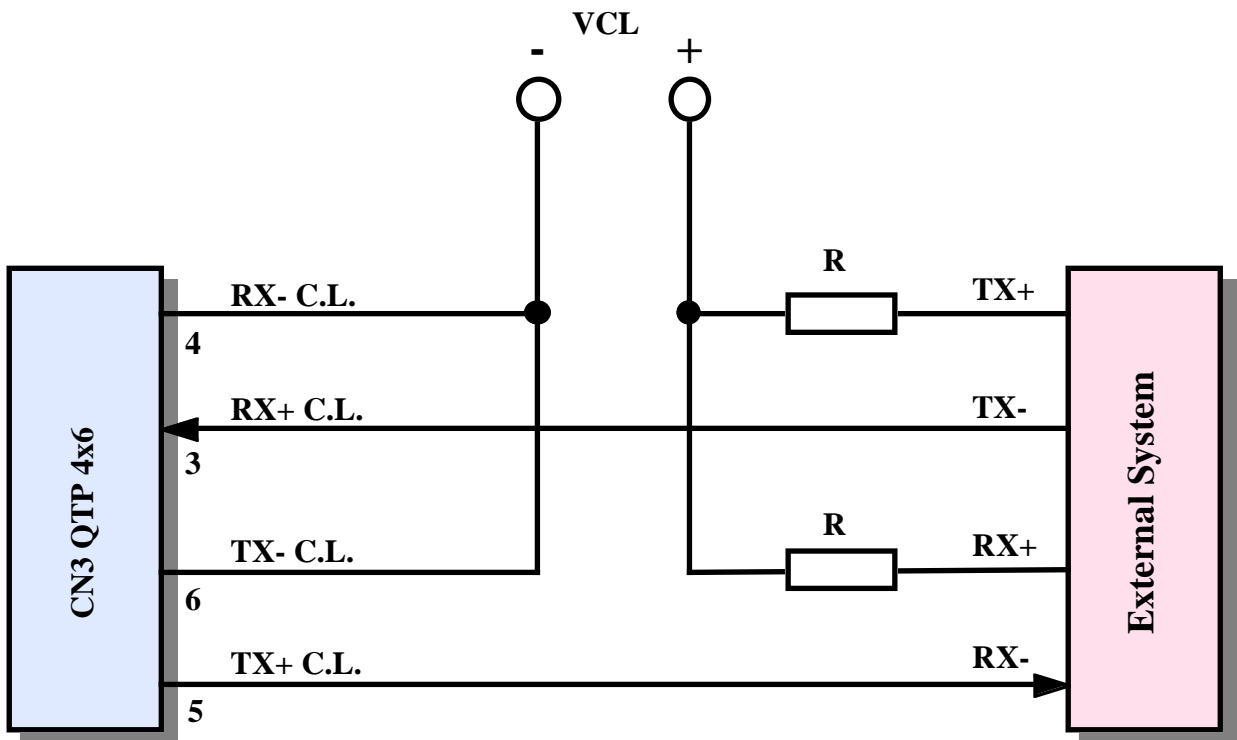 VCL
- +
R
RX- C.L.
TX+
4
RX+ C.L.
TX-
3
CN3 QTP 4x6
External System
R
TX- C.L.
RX+
6
TX+ C.L.
RX-
5